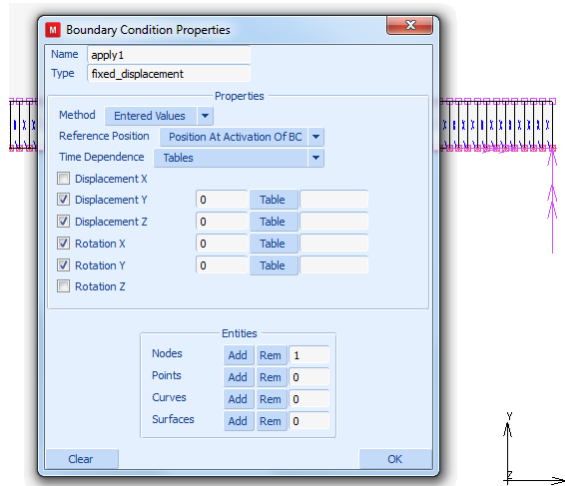 M Boundary Condition Properties
Name apply1
Type fixed_displacement
Properties
Method Entered Values
Reference Position Position At Activation Of BC
Time Dependence Tables
Displacement X
Displacement Y 0 Table
Displacement Z 0 Table
Rotation X 0 Table
Rotation Y 0 Table
Rotation Z
Entities
Nodes Add Rem 1
Points Add Rem 0
Curves Add Rem 0
Surfaces Add Rem 0
Clear OK
Y
Z